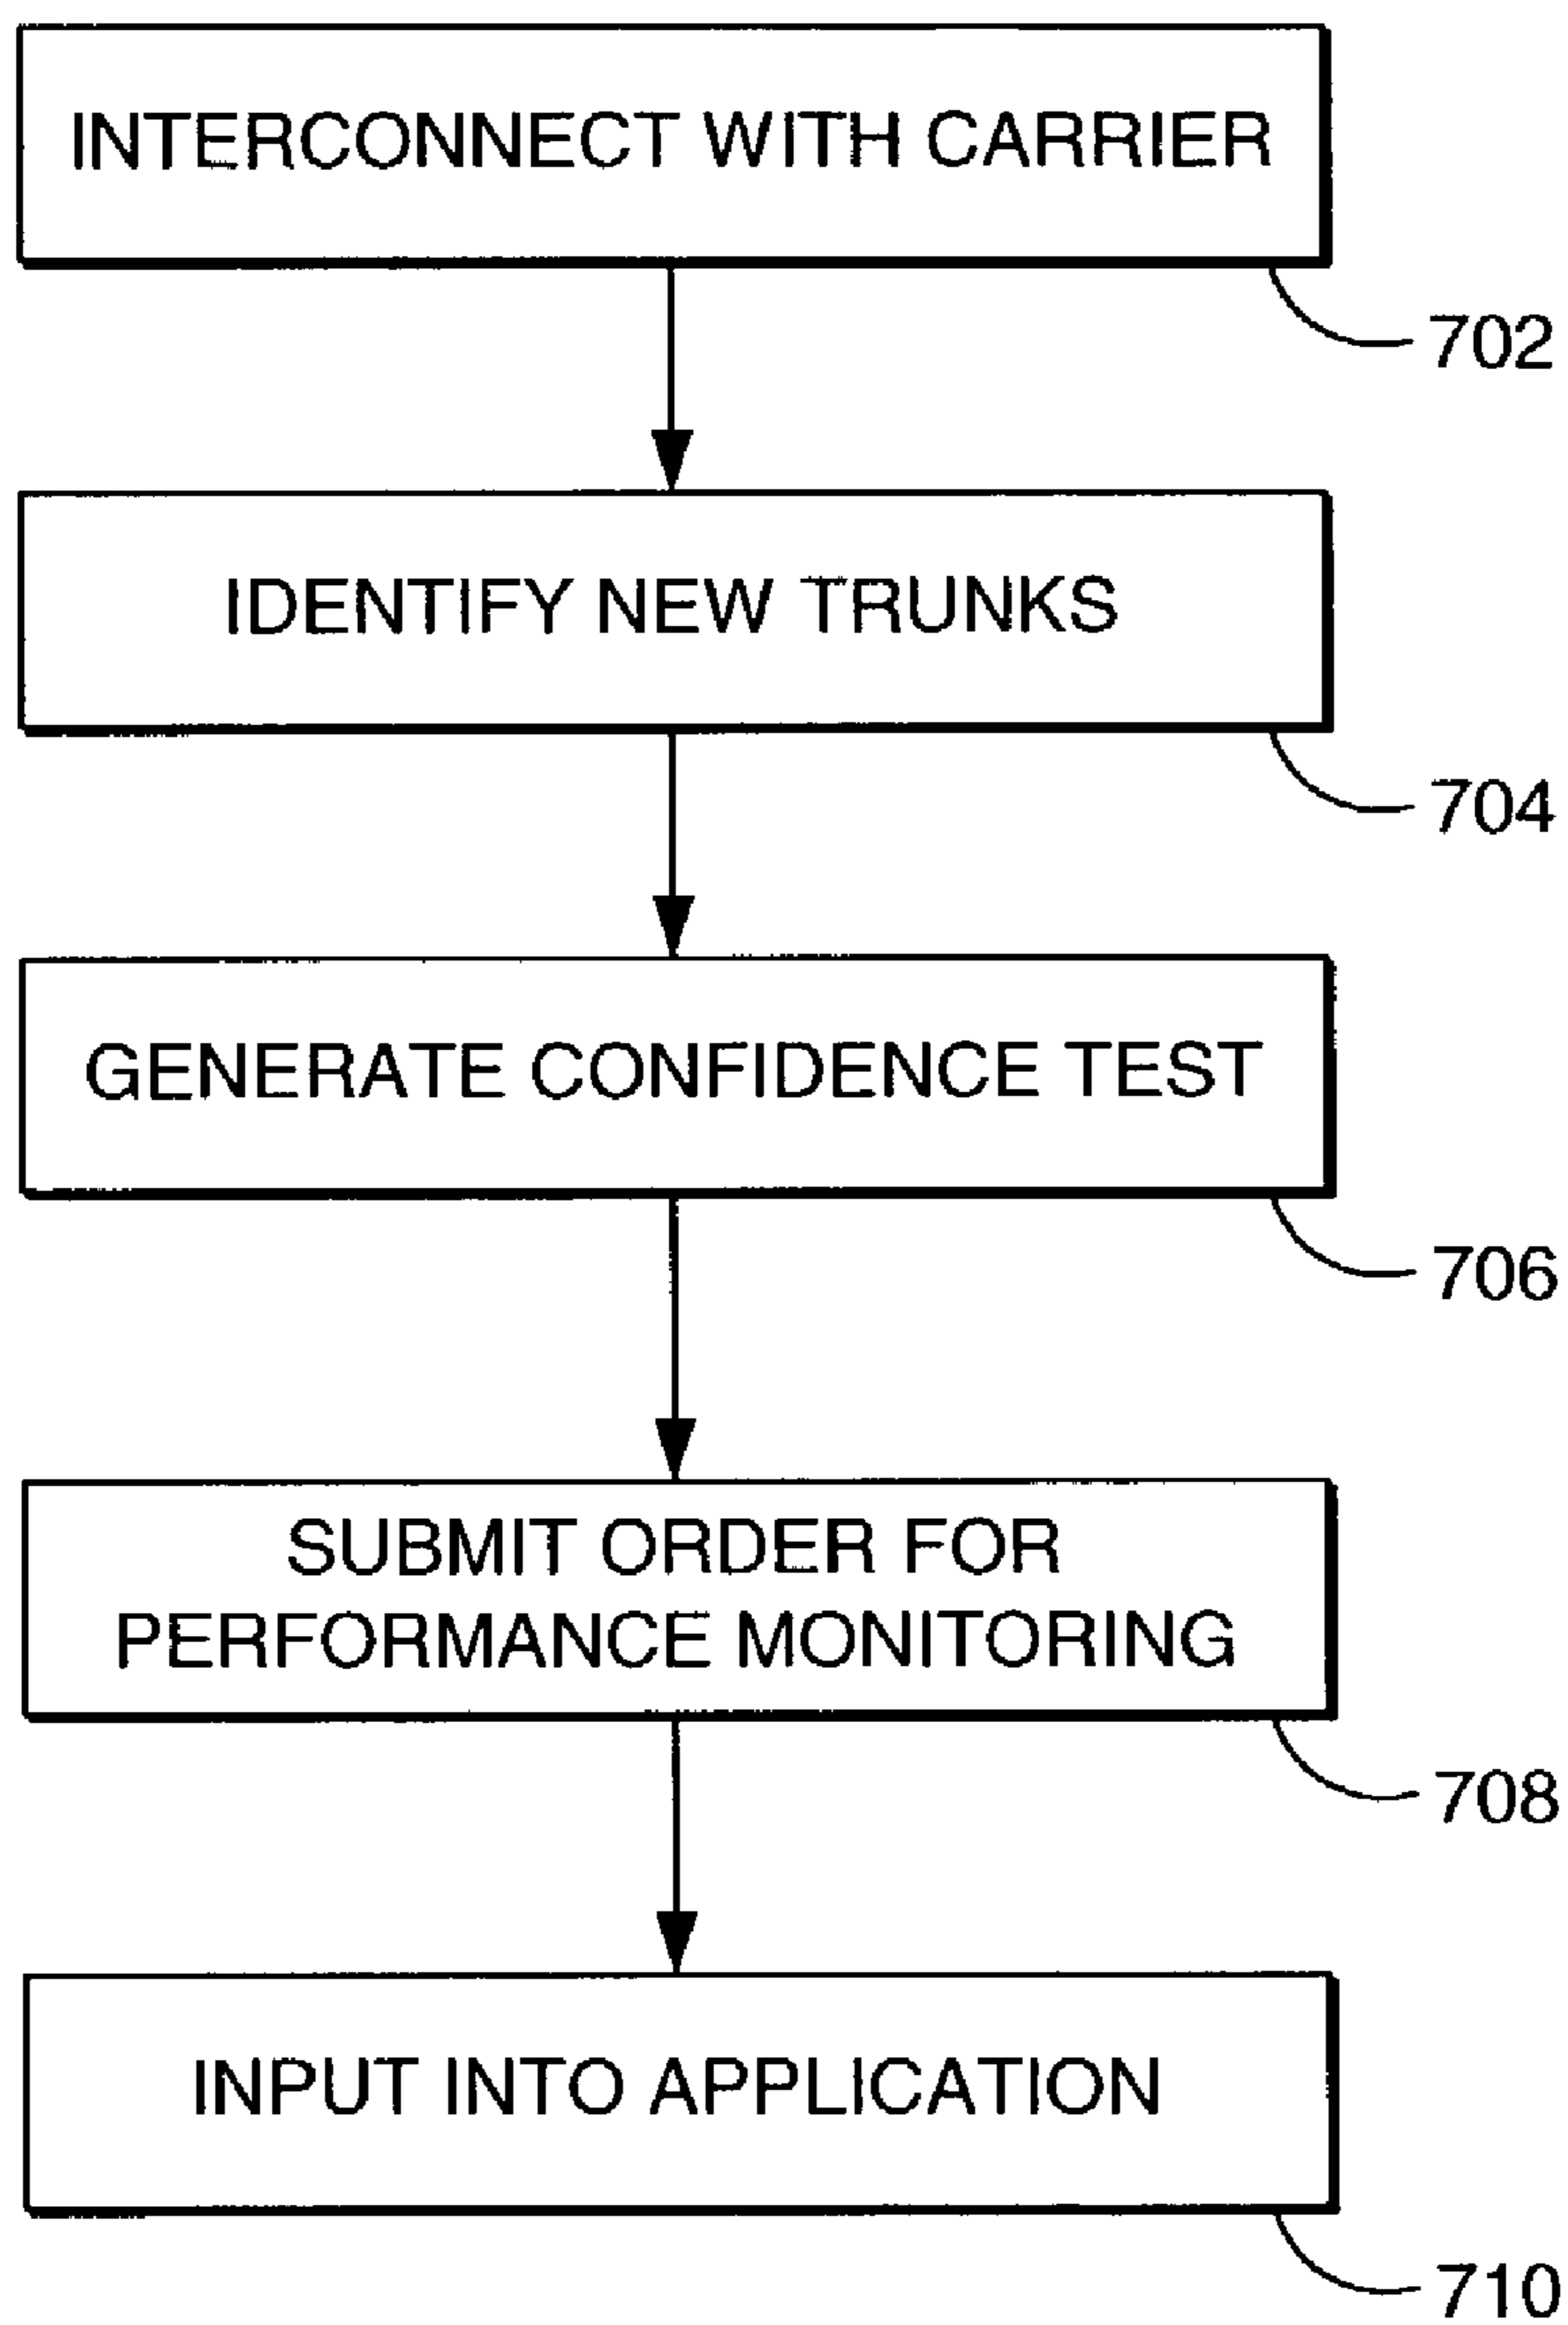 INTERCONNECT WITH CARRIER
702
IDENTIFY NEW TRUNKS
704
GENERATE CONFIDENCE TEST
706
SUBMIT ORDER FOR
PERFORMANCE MONITORING
708
INPUT INTO APPLICATION
710